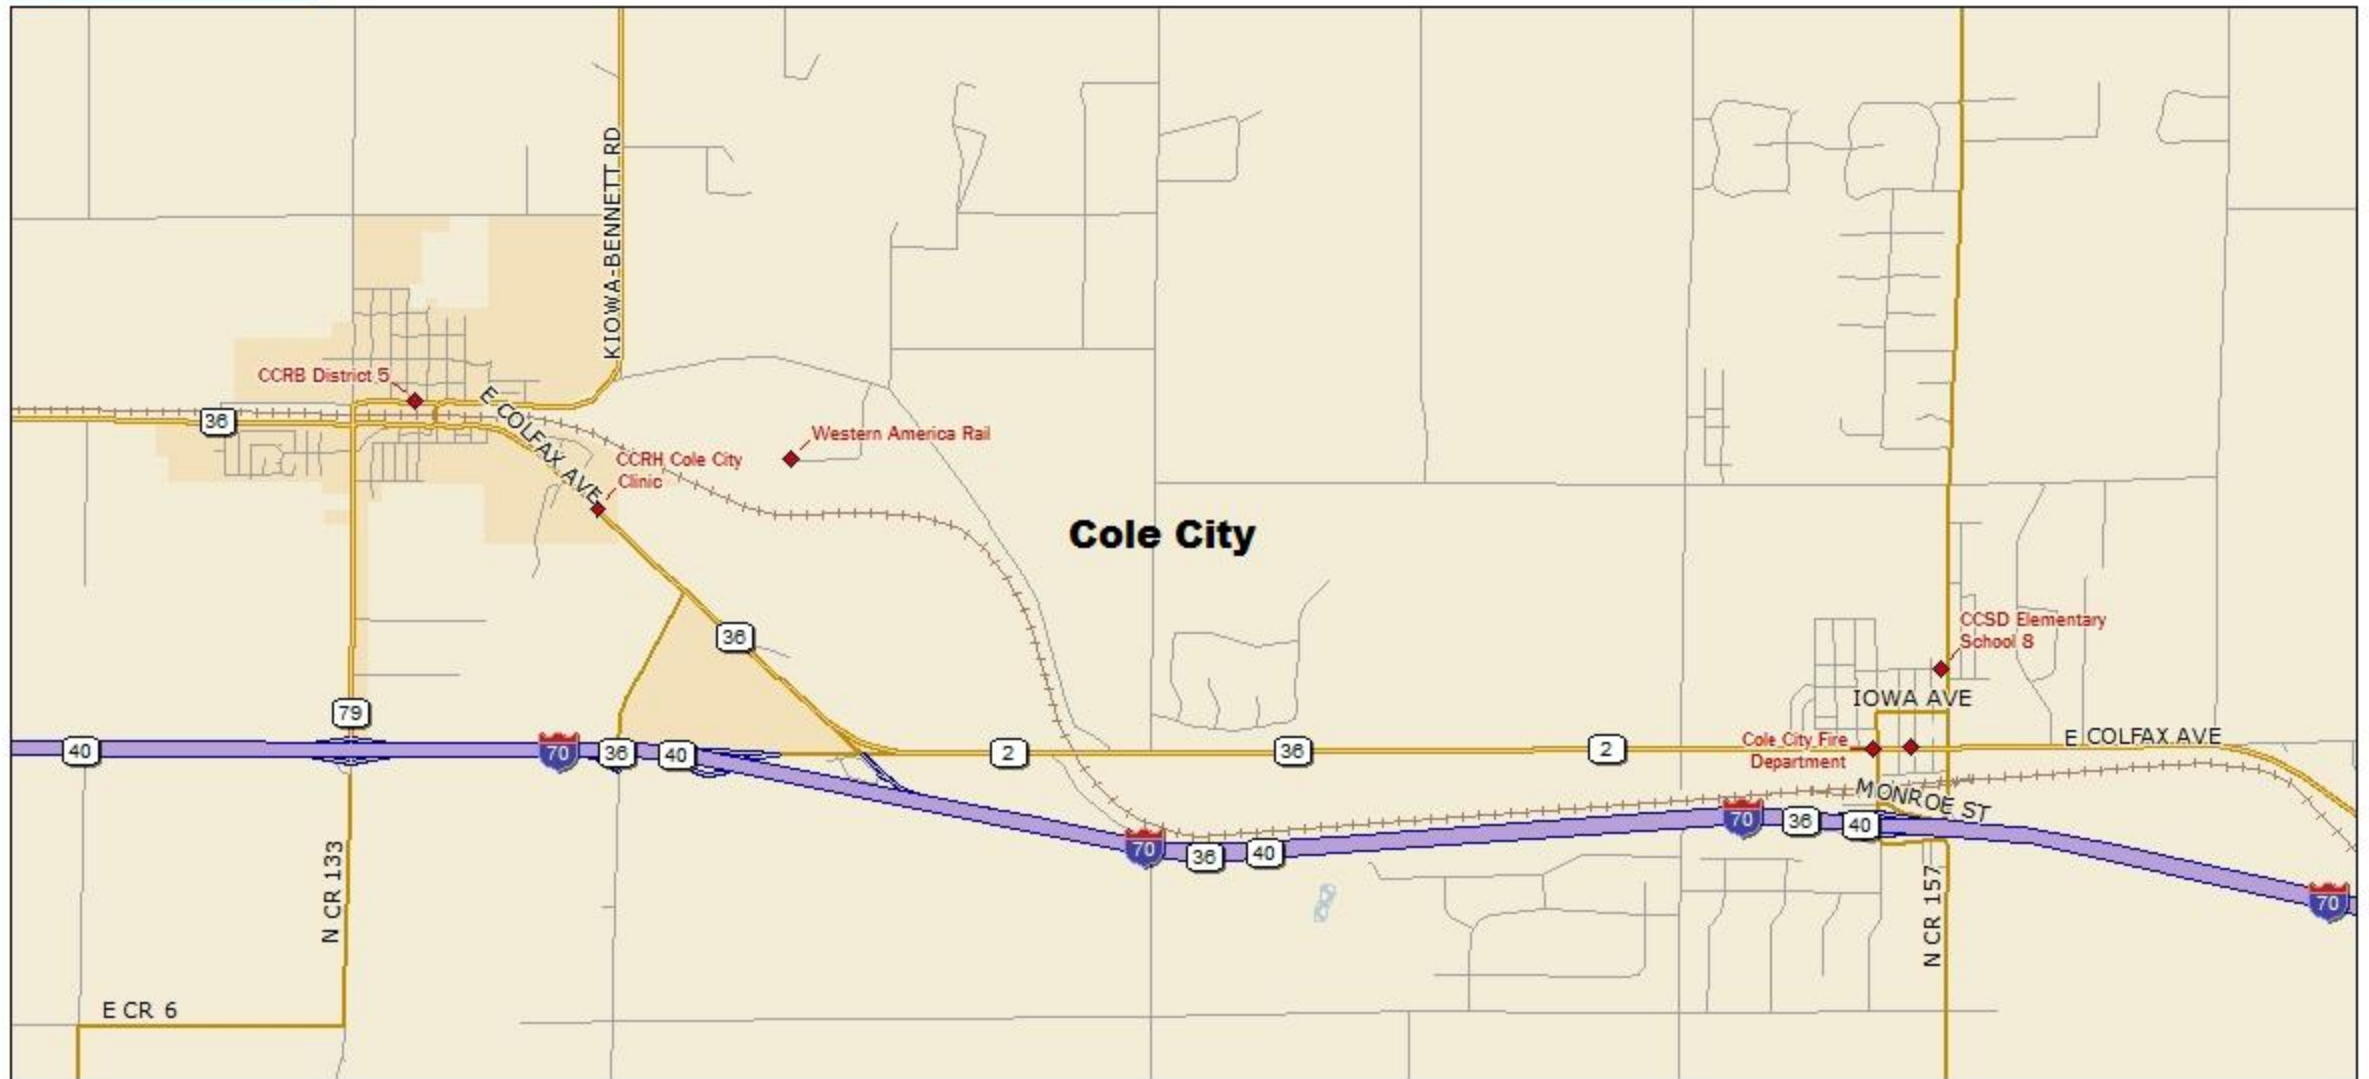 KIOWA-BENNETT RD
CCRB District 5
36
E COLFAX AVE
Western America Rail
CCRH Cole City
Clinic
Cole City
36
CCSD Elementary
School 8
IOWA AVE
79
40
70
36
40
2
36
2
Cole City Fire
Department
E COLFAX AVE
MONROE ST
70
36
40
70
36
40
70
N CR 133
N CR 157
E CR 6